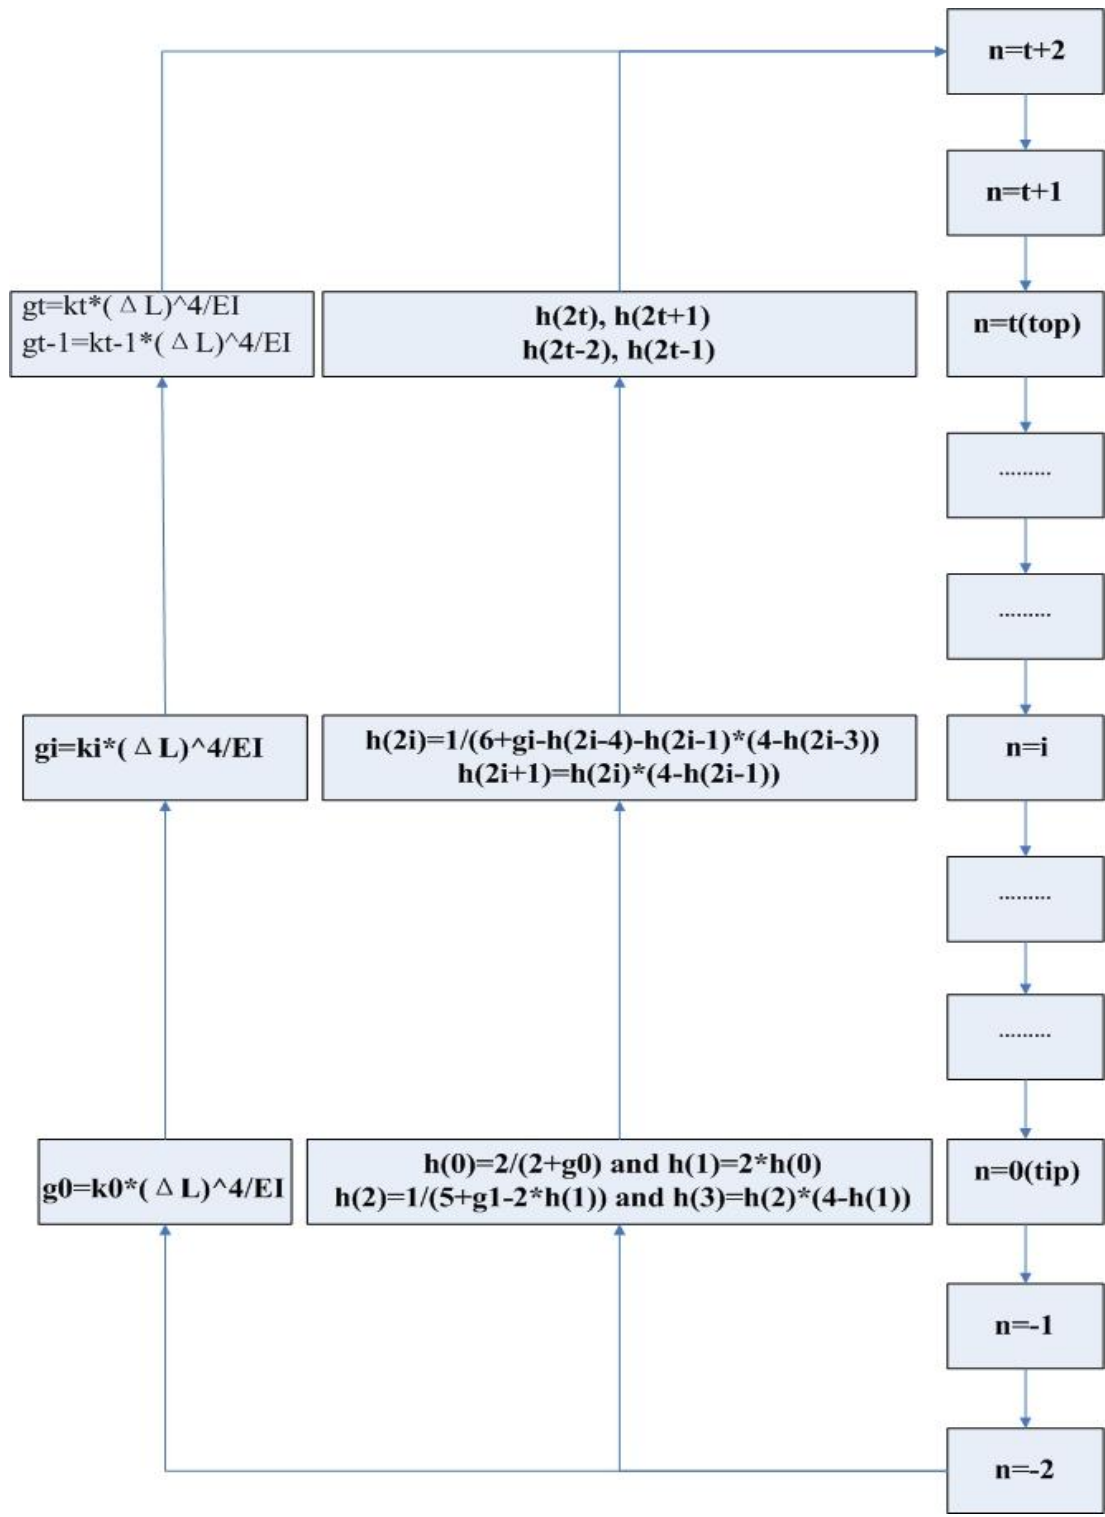 n=t+2
n=t+1
gt=kt*(ΔL)^4/EI
gt-1=kt-1*(ΔL)^4/EI
h(2t), h(2t+1)
h(2t-2), h(2t-1)
n=t(top)
.........
.........
gi=ki*(ΔL)^4/EI
h(2i)=1/(6+gi-h(2i-4)-h(2i-1)*(4-h(2i-3))
h(2i+1)=h(2i)*(4-h(2i-1))
n=i
.........
.........
g0=k0*(ΔL)^4/EI
h(0)=2/(2+g0) and h(1)=2*h(0)
h(2)=1/(5+g1-2*h(1)) and h(3)=h(2)*(4-h(1))
n=0(tip)
n=-1
n=-2